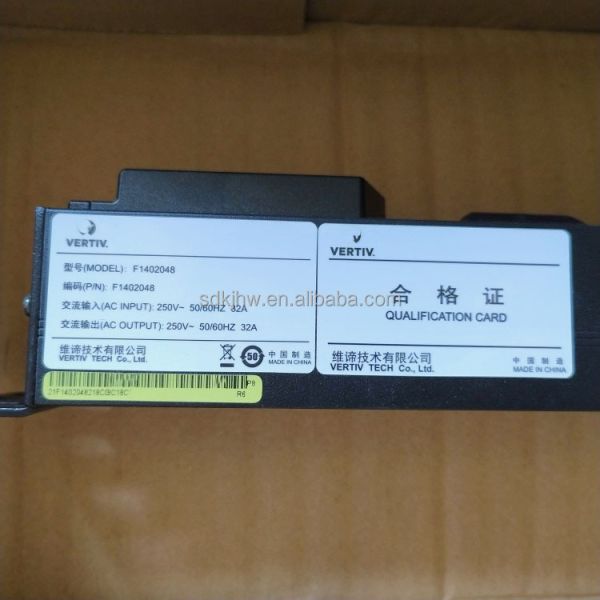 VERTIV.
型号(MODEL): F1402048
编码(P/N): F1402048
交流输入(AC INPUT): 250V~ 50/60HZ 32A
交流输出(AC OUTPUT): 250V~ 50/60HZ 32A
维谛技术有限公司
VERTIV TECH Co., Ltd.
50
中国制造
MADE IN CHINA
P8
R6
VERTIV.
合格证
QUALIFICATION CARD
维谛技术有限公司
VERTIV TECH Co., Ltd.
中国制造
MADE IN CHINA
sdkjhw.en.alibaba.com